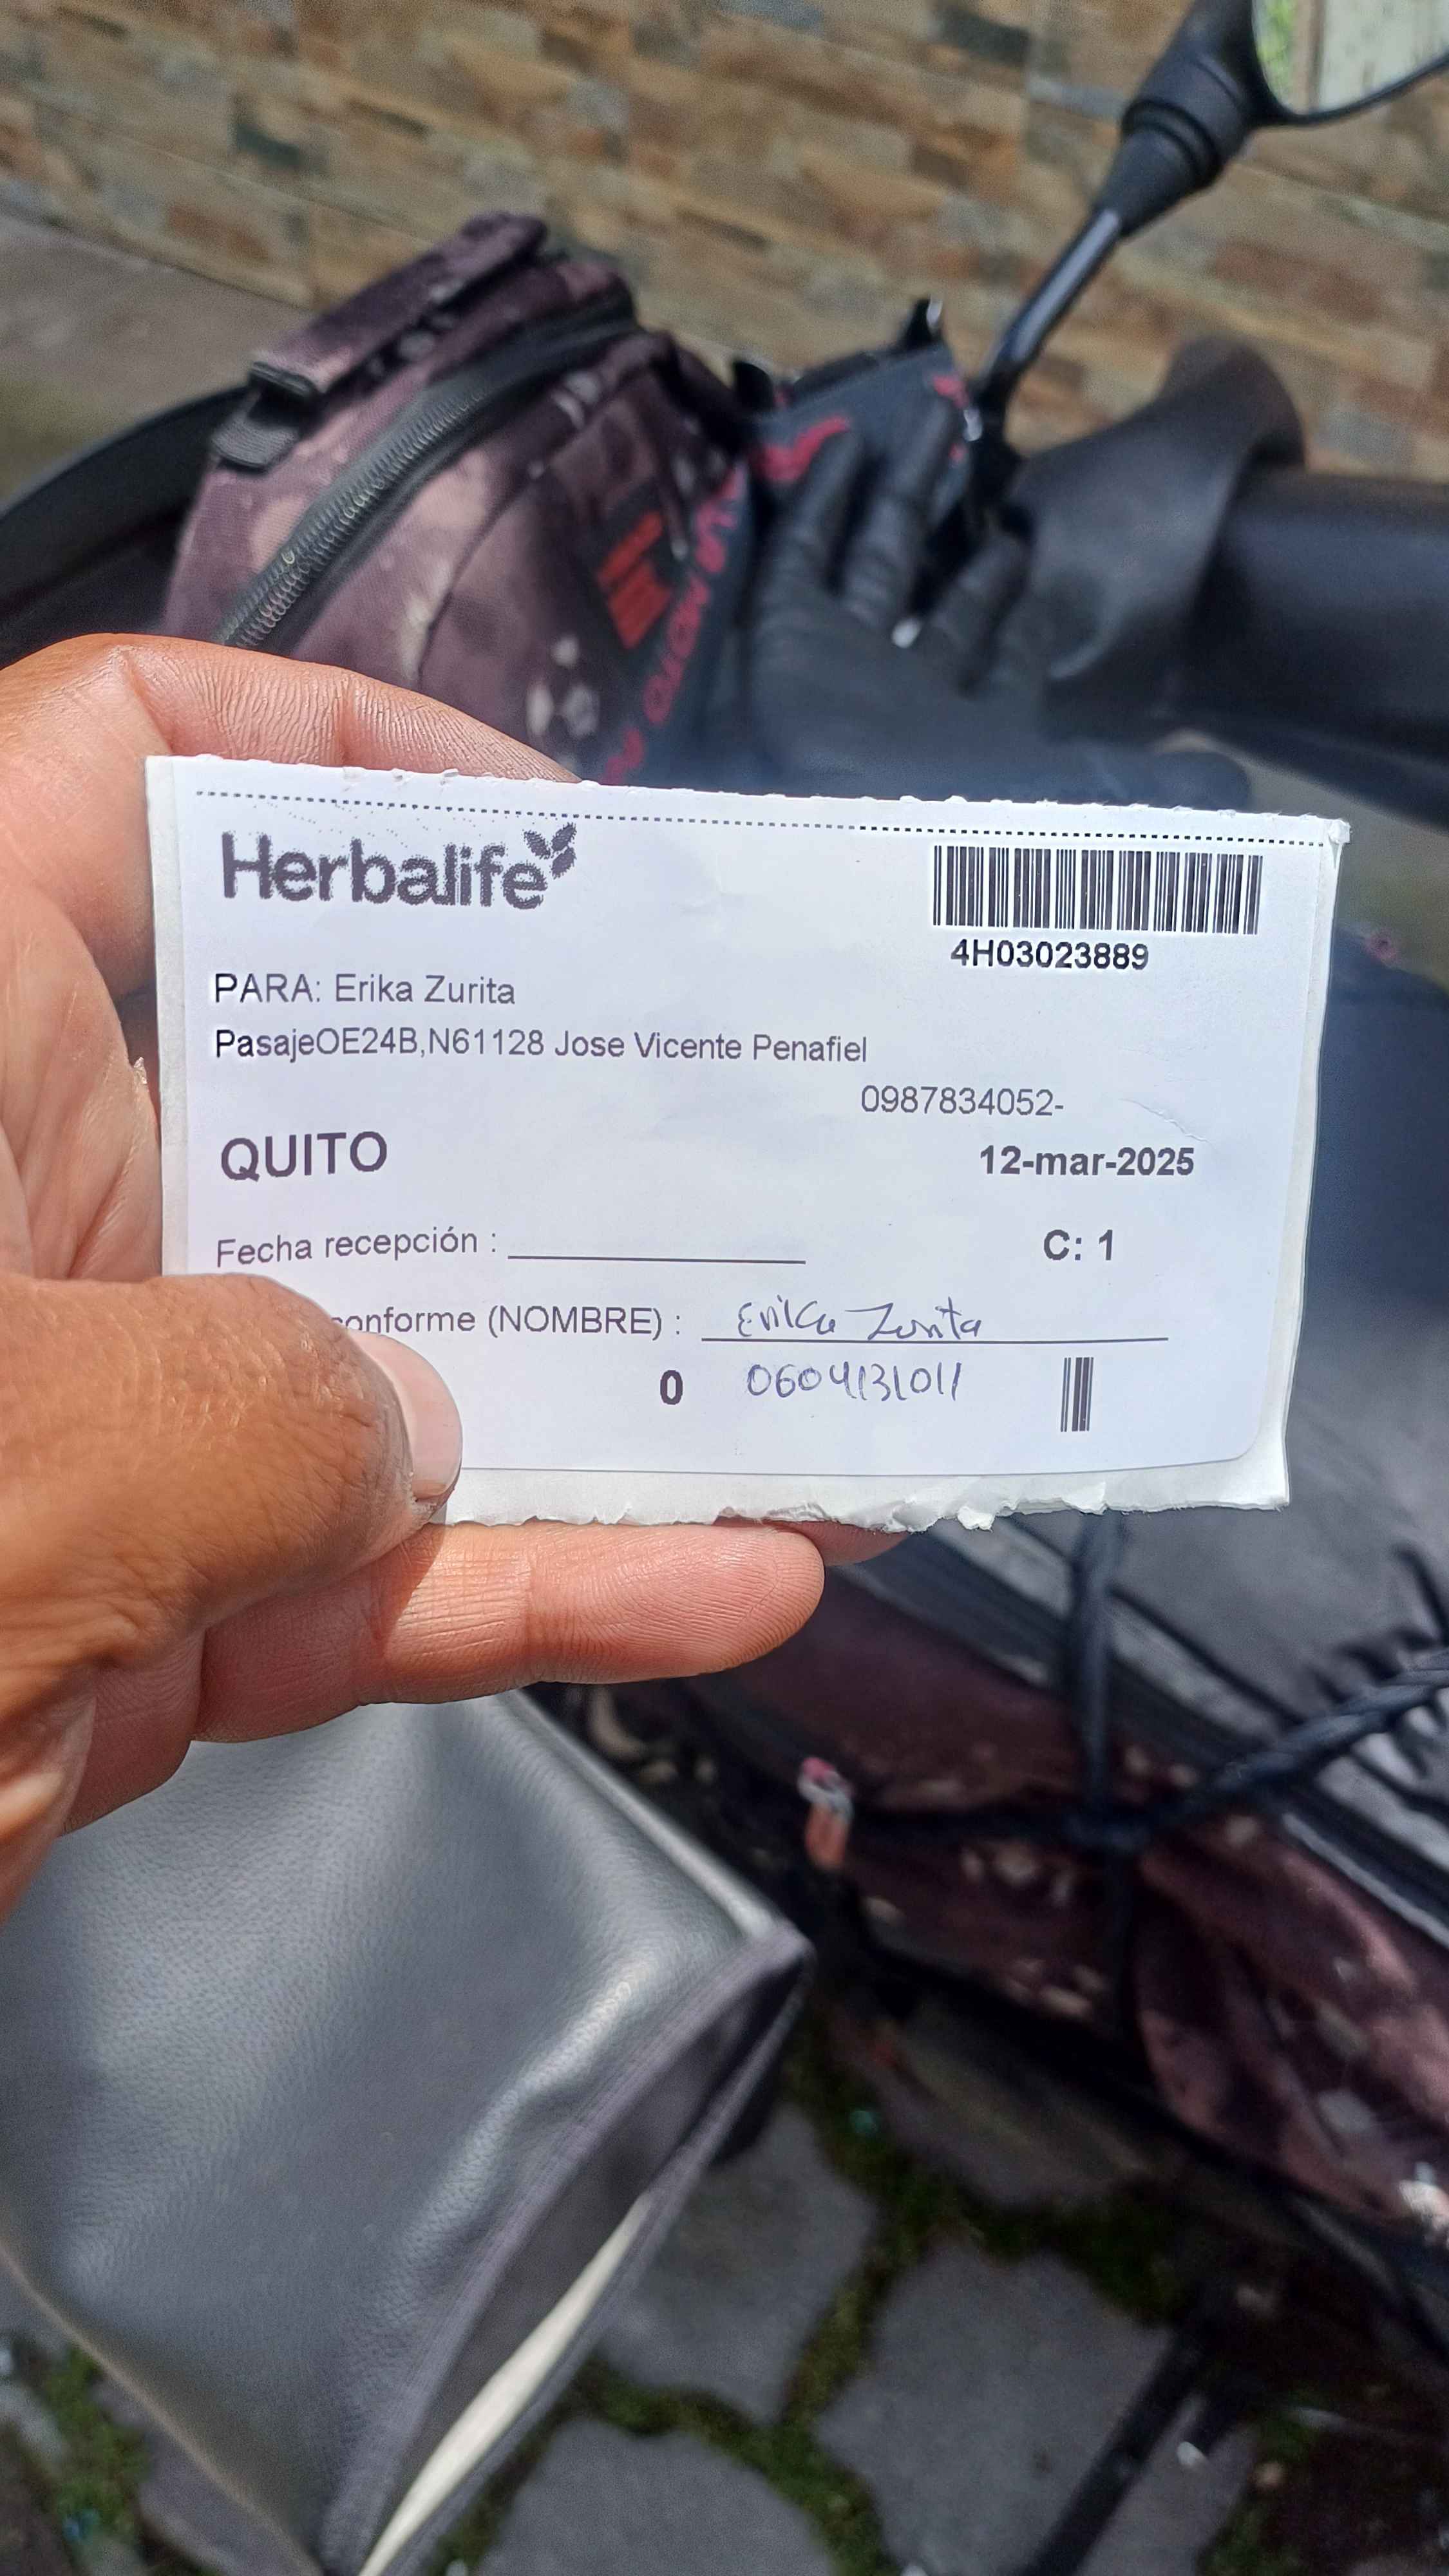 Herbalife
4H03023889
PARA: Erika Zurita
PasajeOE24B,N61128 Jose Vicente Penafiel
0987834052-
QUITO 12-mar-2025
Fecha recepción : C: 1
conforme (NOMBRE) : Erika Zurita
0 0604131011